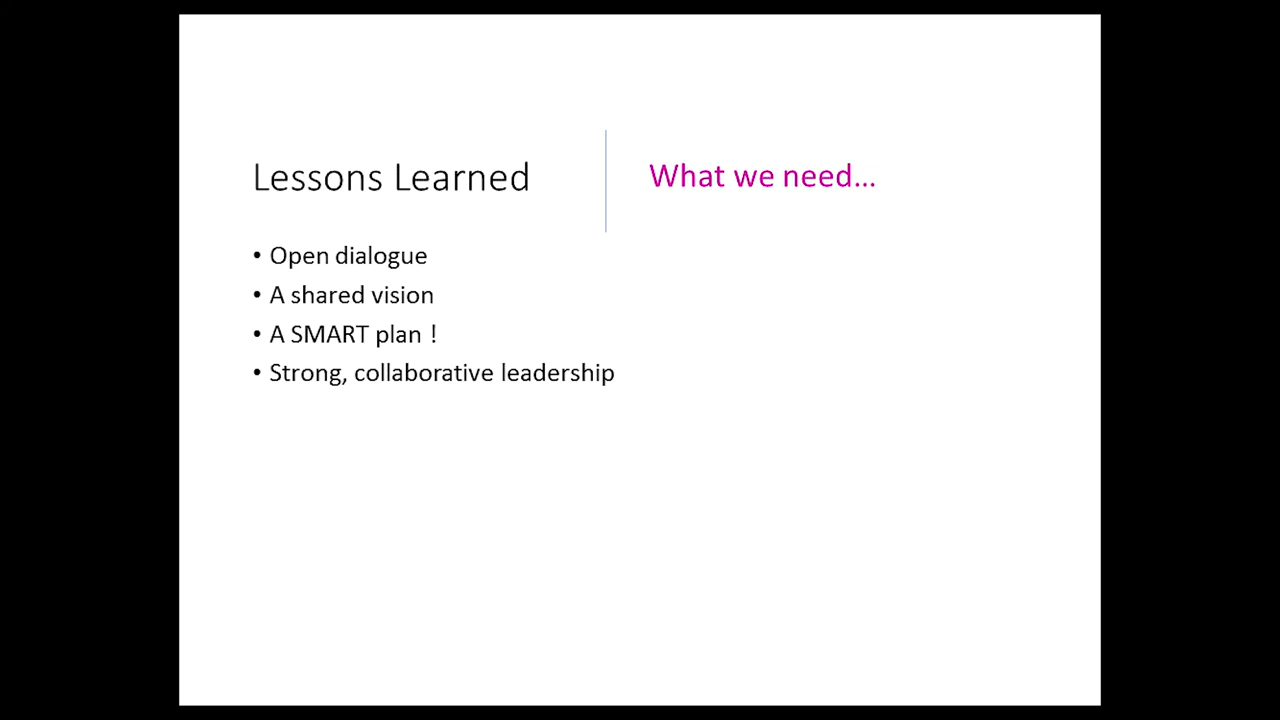 Lessons Learned
What we need...
• Open dialogue
• A shared vision
• A SMART plan !
• Strong, collaborative leadership